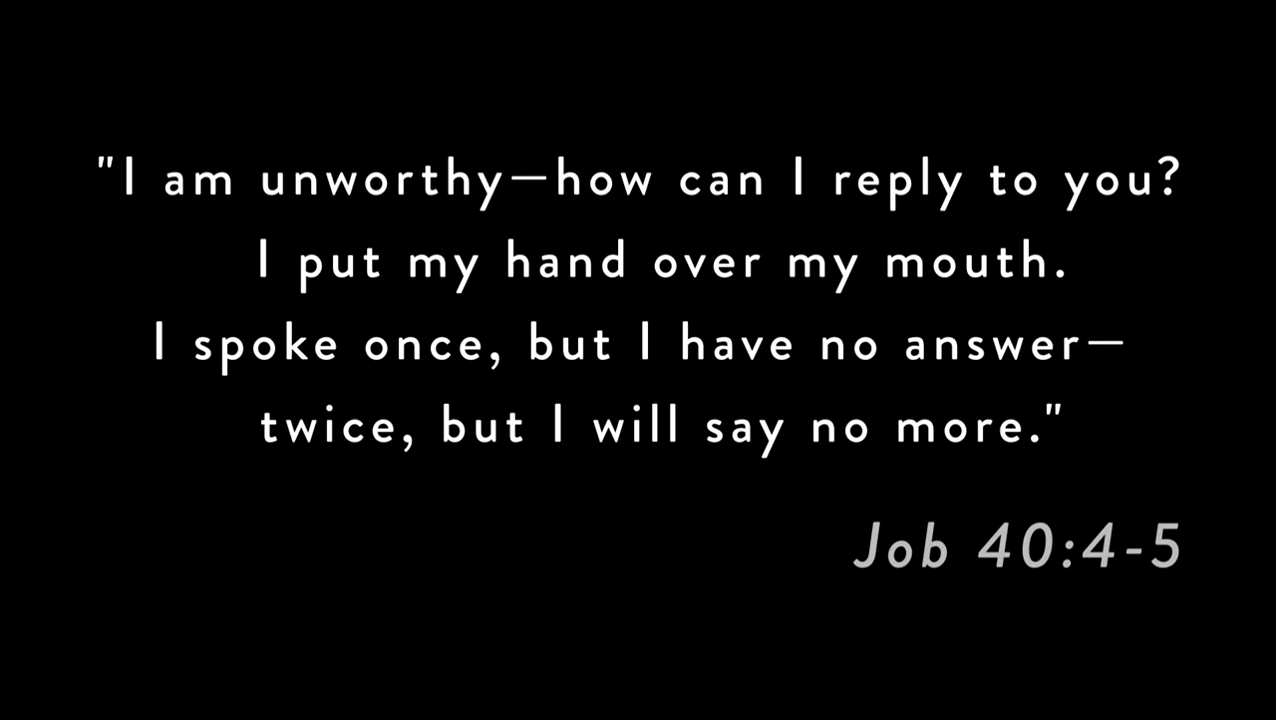 "I am unworthy—how can I reply to you?
I put my hand over my mouth.
I spoke once, but I have no answer—
twice, but I will say no more."
Job 40:4-5